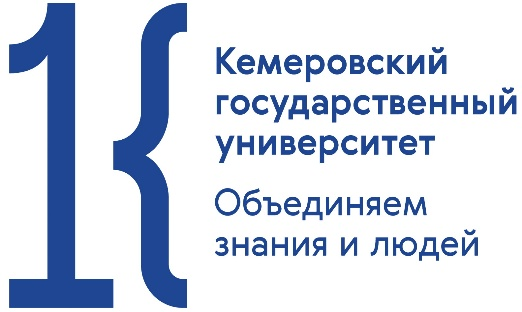 Кемеровский
государственный
университет
Объединяем
знания и людей